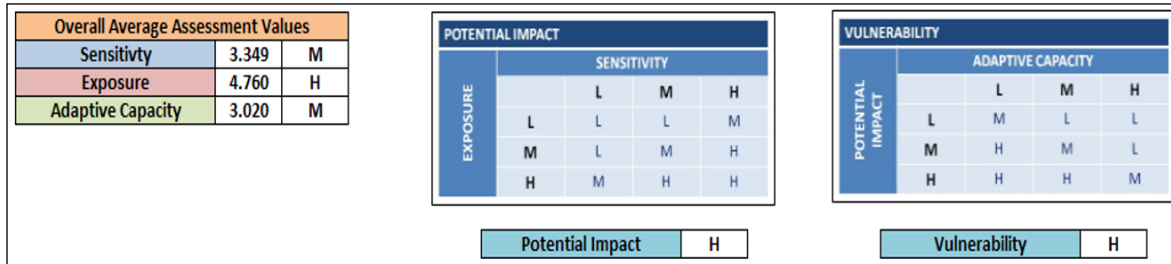 Overall Average Assessment Values
Sensitivty 3.349 M
Exposure 4.760 H
Adaptive Capacity 3.020 M
POTENTIAL IMPACT
SENSITIVITY
EXPOSURE
L M H
L L L M
M L M H
H M H H
Potential Impact H
VULNERABILITY
ADAPTIVE CAPACITY
POTENTIAL
IMPACT
L M H
L M L L
M H M L
H H H M
Vulnerability H